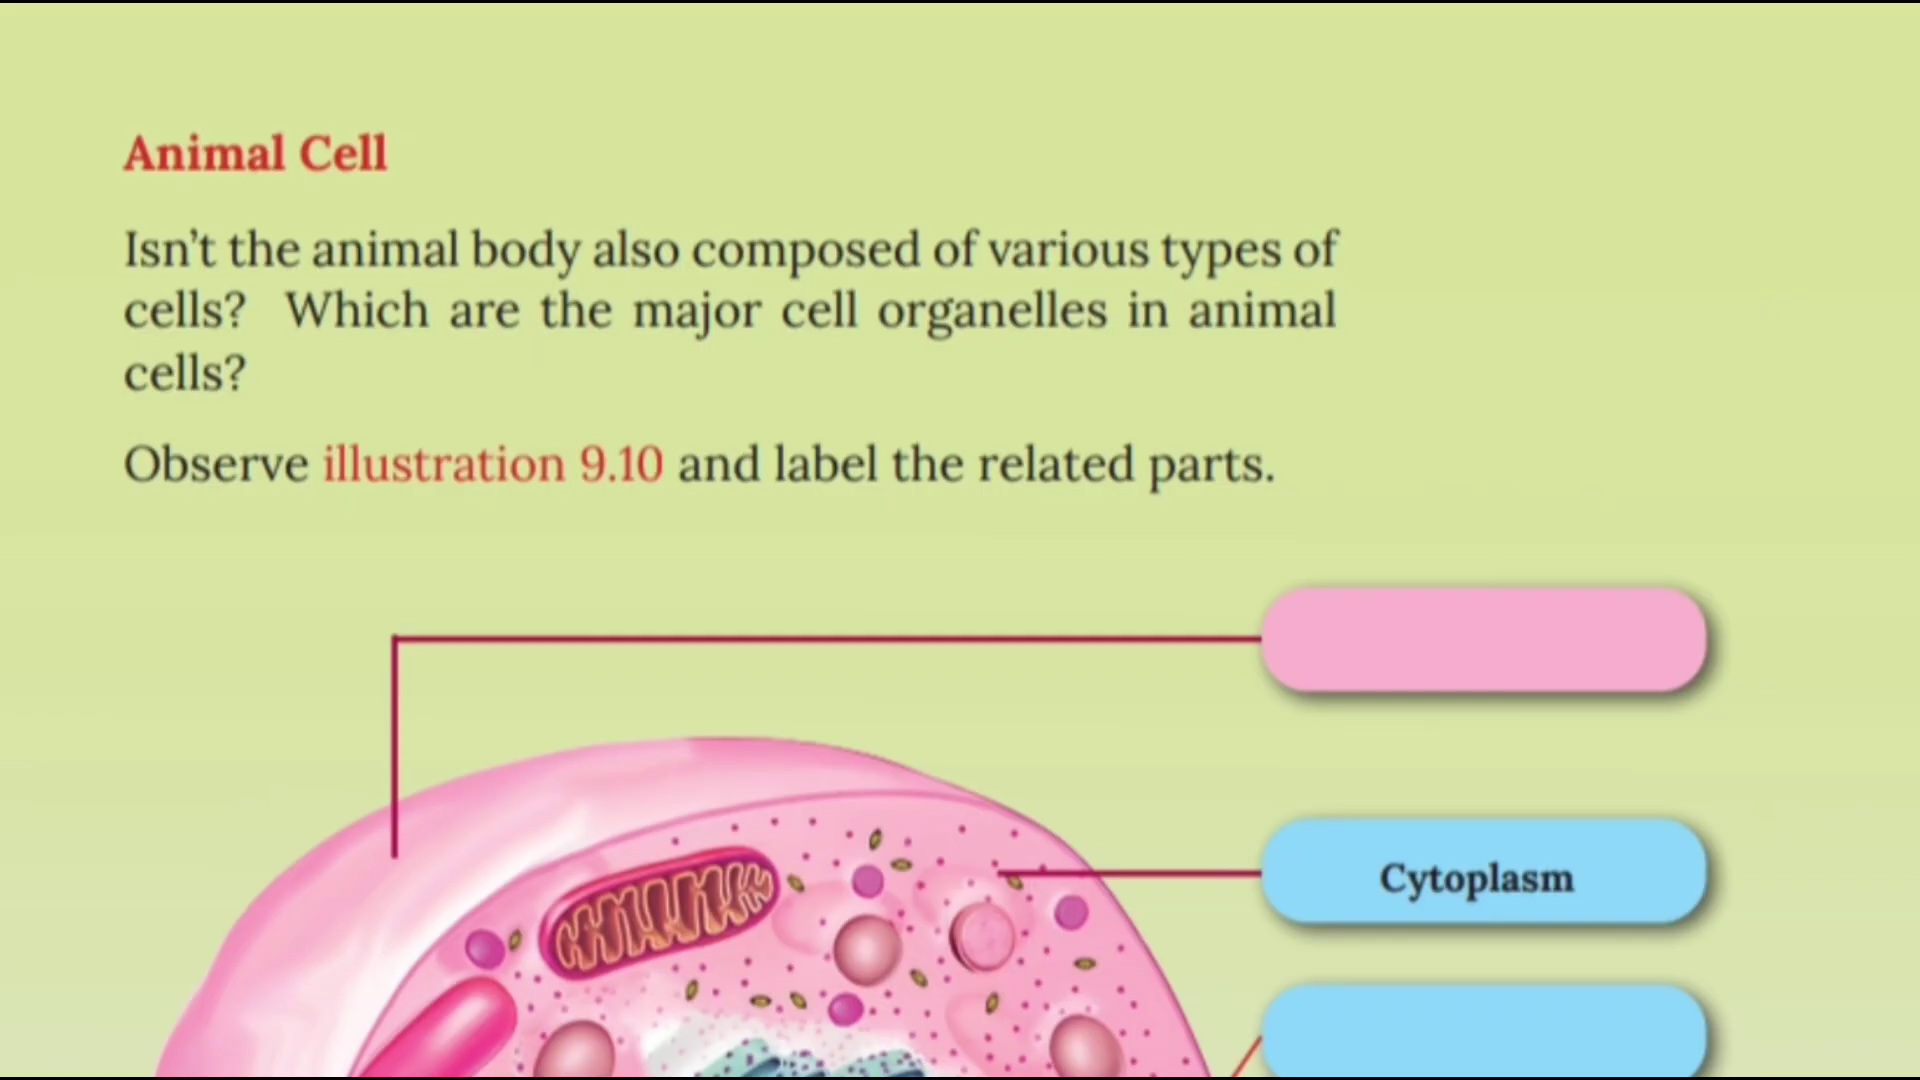 Animal Cell
Isn't the animal body also composed of various types of
cells? Which are the major cell organelles in animal
cells?
Observe illustration 9.10 and label the related parts.
Cytoplasm